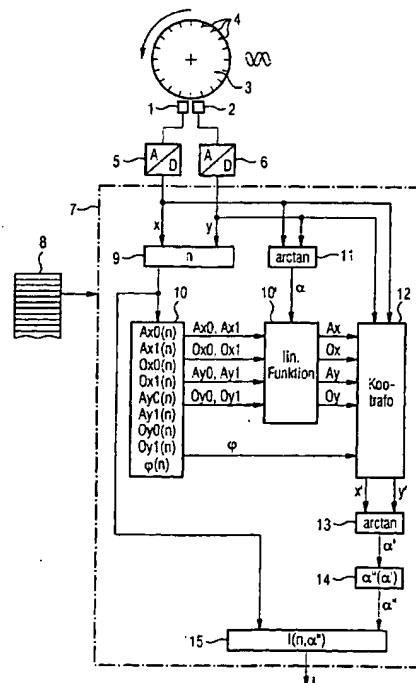 4
3
1 2
5 A/D A/D 6
7
8
x y
9 n arctan 11
α
10 10' 12
Ax0(n)
Ax1(n)
Ox0(n)
Ox1(n)
Ay0(n)
Ay1(n)
Oy0(n)
Oy1(n)
φ(n)
Ax0, Ax1
Ox0, Ox1
Ay0, Ay1
Oy0, Oy1
φ
lin.
Funktion
Ax
Ox
Ay
Oy
Koo-
trafo
x' y'
13 arctan
α'
14 α"(α')
α"
15 I(n,α")
I